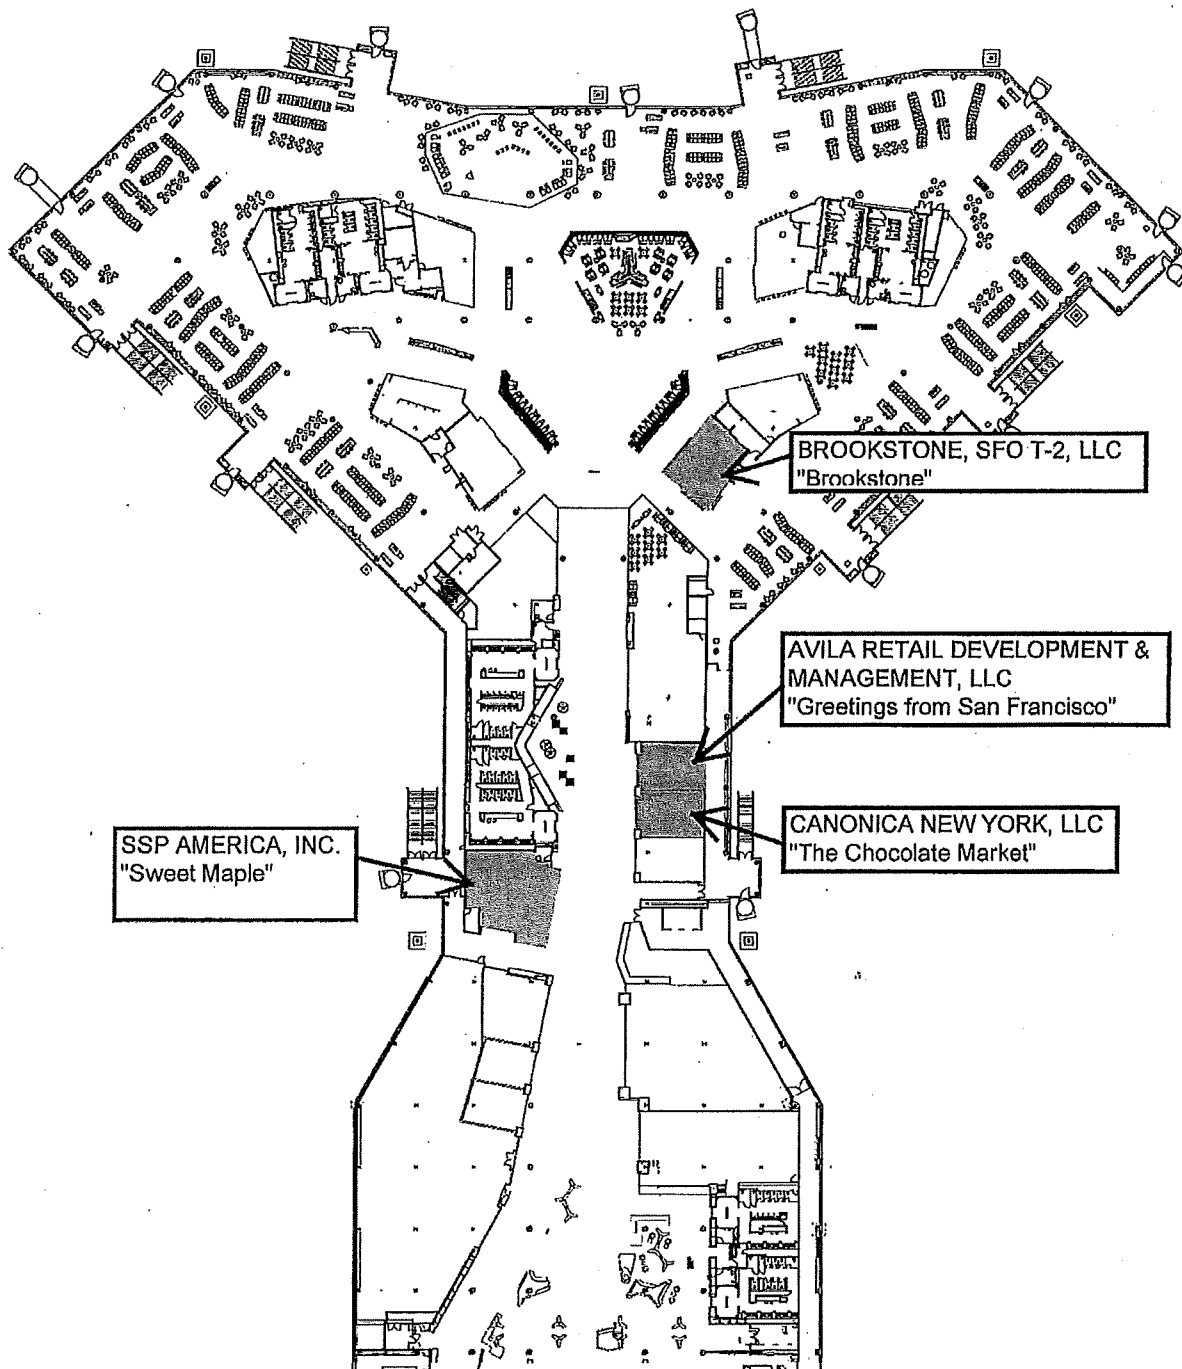 BROOKSTONE, SFO T-2, LLC
"Brookstone"
AVILA RETAIL DEVELOPMENT &
MANAGEMENT, LLC
"Greetings from San Francisco"
SSP AMERICA, INC.
"Sweet Maple"
CANONICA NEW YORK, LLC
"The Chocolate Market"